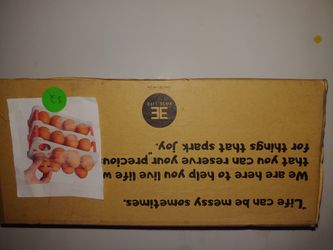 "Life can be messy sometimes.
We are here to help you live life w
that you can reserve your preciou
for things that spark joy.